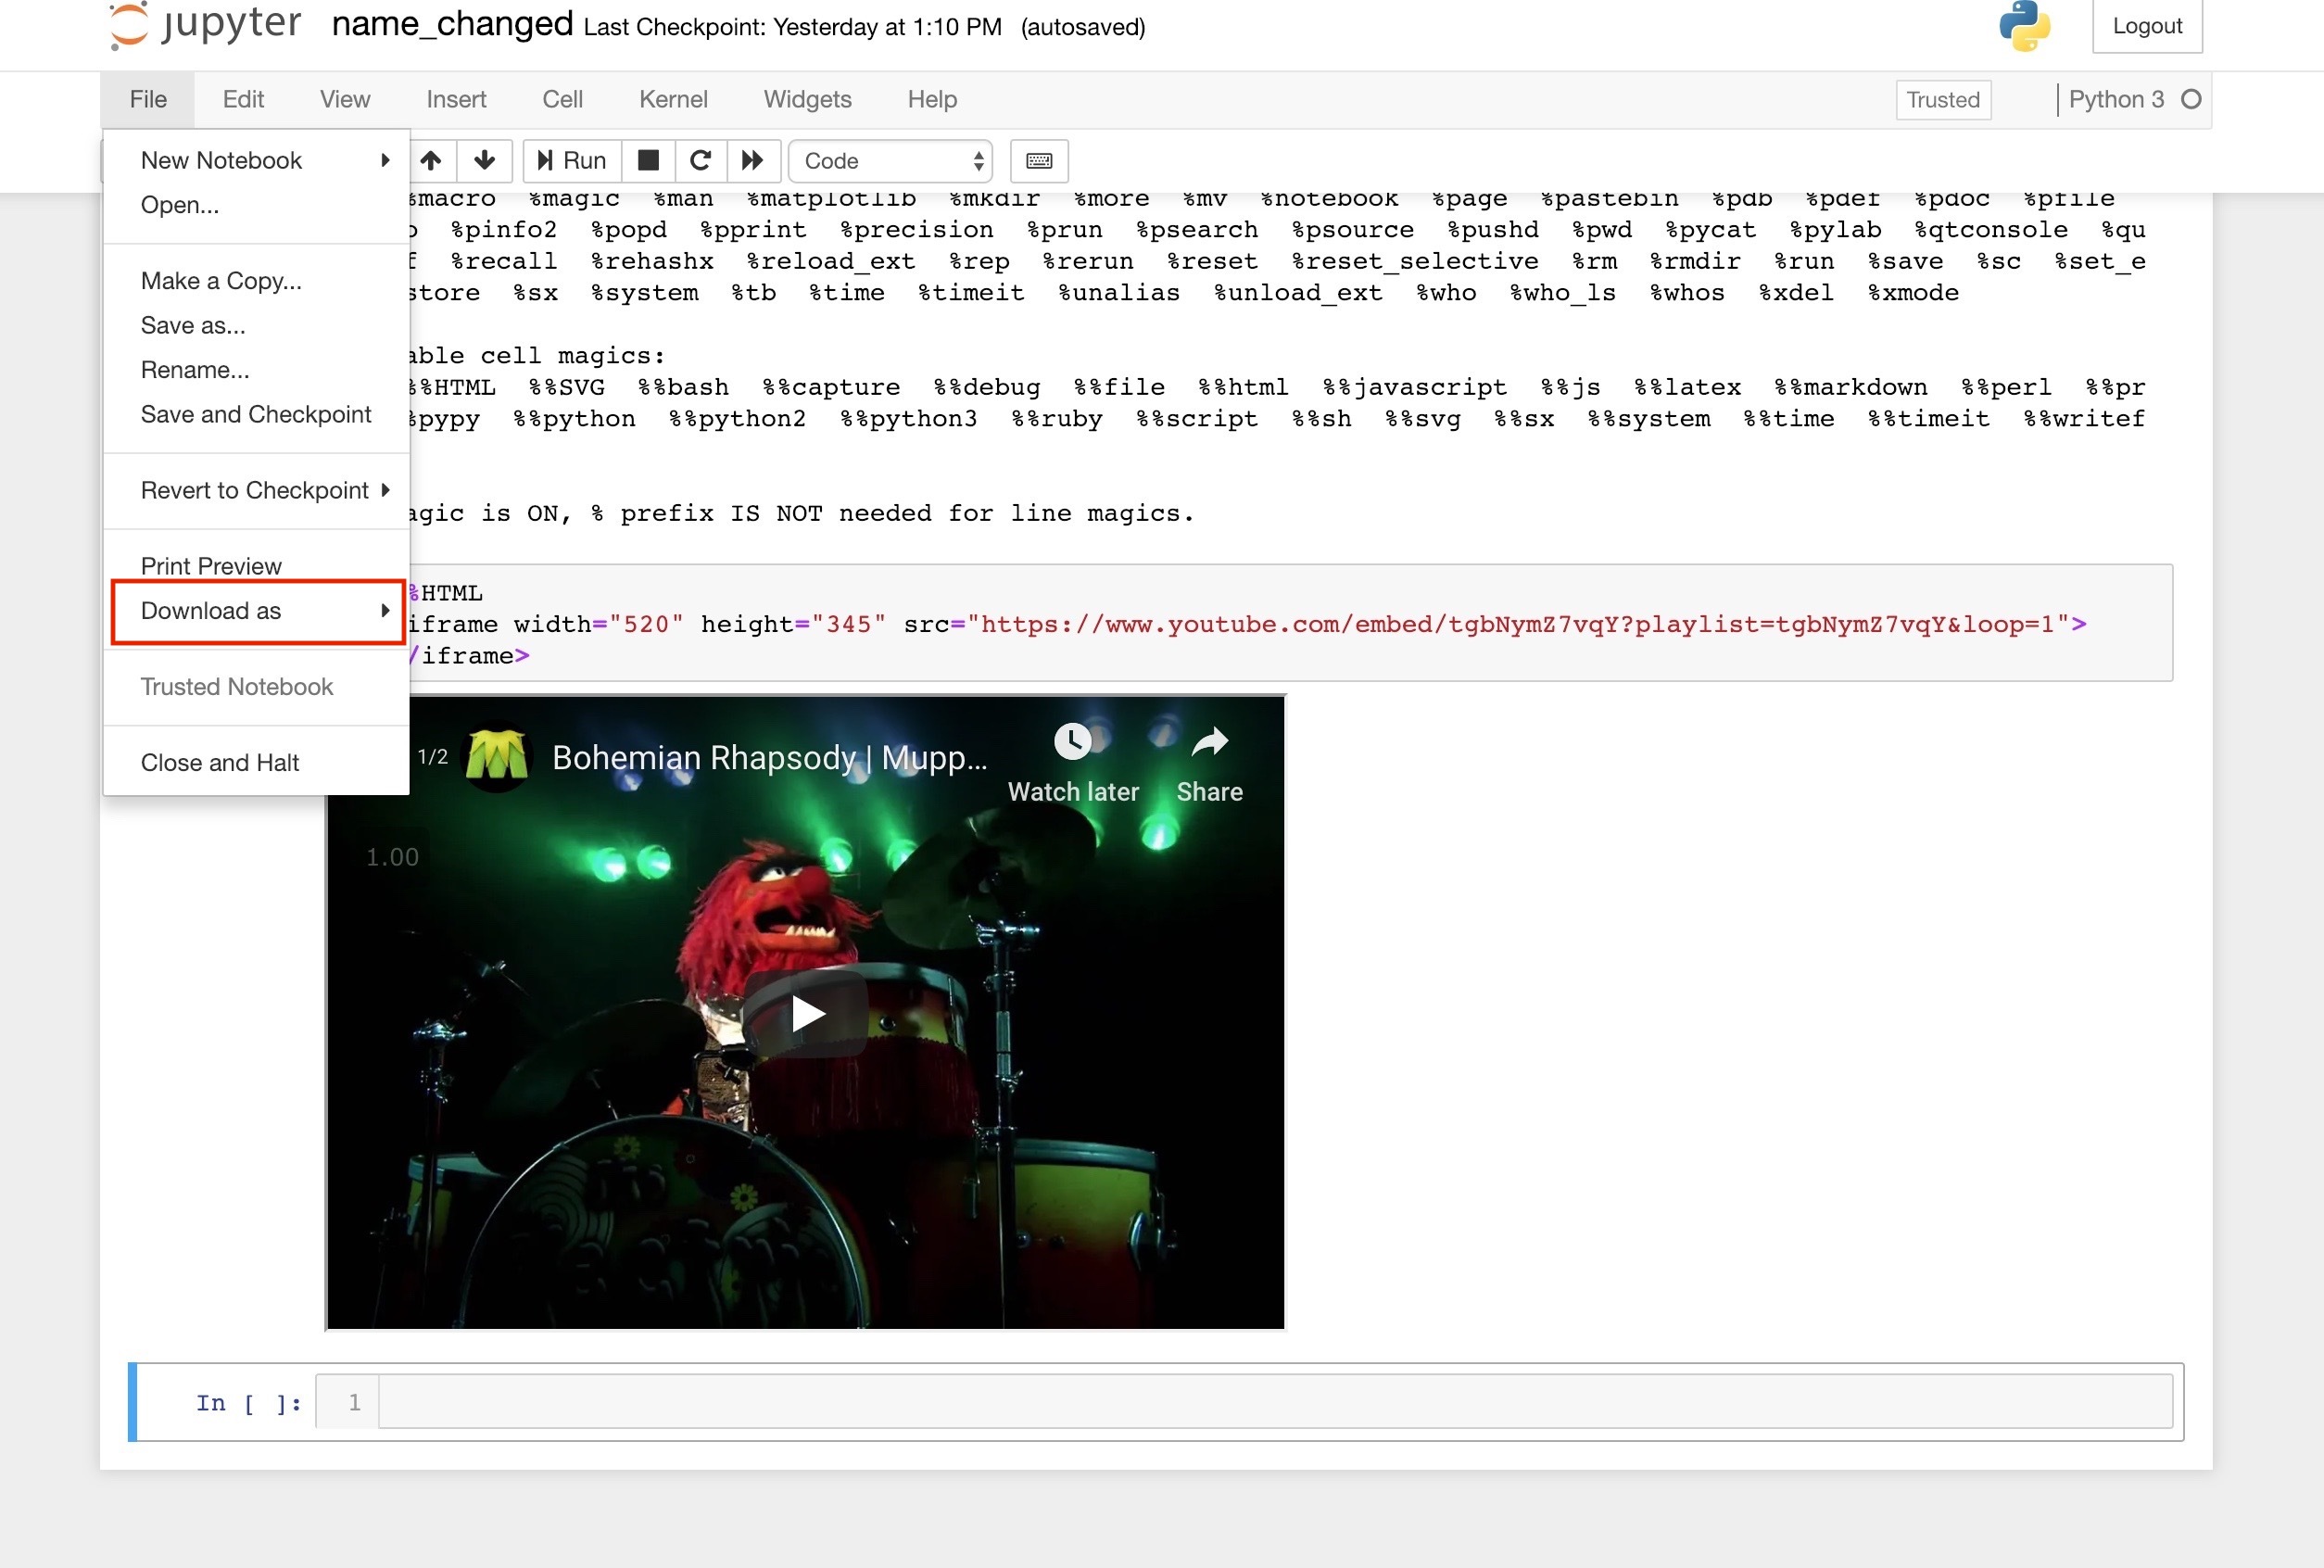 jupyter name_changed Last Checkpoint: Yesterday at 1:10 PM (autosaved)
Logout
File Edit View Insert Cell Kernel Widgets Help
Trusted
Python 3
New Notebook
Open...
Make a Copy...
Save as...
Rename...
Save and Checkpoint
Revert to Checkpoint
Print Preview
Download as
Trusted Notebook
Close and Halt
Run
Code
%macro %magic %man %matplotlib %mkdir %more %mv %notebook %page %pastebin %pdb %pdef %pdoc %pfile
o %pinfo2 %popd %pprint %precision %prun %psearch %psource %pushd %pwd %pycat %pylab %qtconsole %qu
f %recall %rehashx %reload_ext %rep %rerun %reset %reset_selective %rm %rmdir %run %save %sc %set_e
store %sx %system %tb %time %timeit %unalias %unload_ext %who %who_ls %whos %xdel %xmode
able cell magics:
%%HTML %%SVG %%bash %%capture %%debug %%file %%html %%javascript %%js %%latex %%markdown %%perl %%pr
%pypy %%python %%python2 %%python3 %%ruby %%script %%sh %%svg %%sx %%system %%time %%timeit %%writef
agic is ON, % prefix IS NOT needed for line magics.
%HTML
iframe width="520" height="345" src="https://www.youtube.com/embed/tgbNymZ7vqY?playlist=tgbNymZ7vqY&loop=1">
/iframe>
1/2
Bohemian Rhapsody | Mupp...
Watch later
Share
1.00
In [ ]:
1